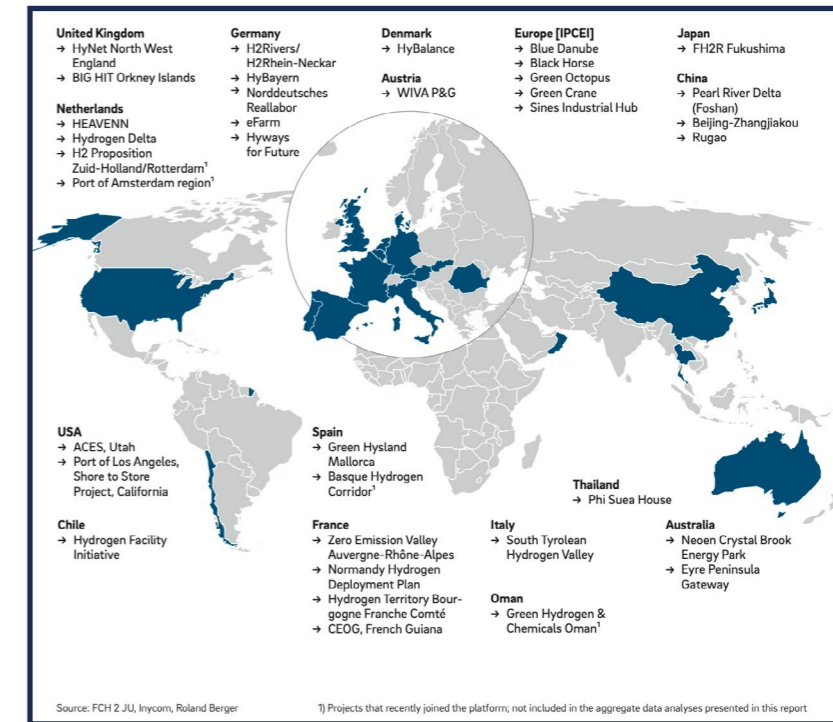 United Kingdom
→ HyNet North West
England
→ BIG HIT Orkney Islands
Netherlands
→ HEAVENN
→ Hydrogen Delta
→ H2 Proposition
Zuid-Holland/Rotterdam¹
→ Port of Amsterdam region¹
Germany
→ H2Rivers/
H2Rhein-Neckar
→ HyBayern
→ Norddeutsches
Reallabor
→ eFarm
→ Hyways
for Future
Denmark
→ HyBalance
Austria
→ WIVA P&G
Europe [IPCEI]
→ Blue Danube
→ Black Horse
→ Green Octopus
→ Green Crane
→ Sines Industrial Hub
Japan
→ FH2R Fukushima
China
→ Pearl River Delta
(Foshan)
→ Beijing-Zhangjiakou
→ Rugao
USA
→ ACES, Utah
→ Port of Los Angeles,
Shore to Store
Project, California
Chile
→ Hydrogen Facility
Initiative
Spain
→ Green Hysland
Mallorca
→ Basque Hydrogen
Corridor¹
France
→ Zero Emission Valley
Auvergne-Rhône-Alpes
→ Normandy Hydrogen
Deployment Plan
→ Hydrogen Territory Bour-
gogne Franche Comté
→ CEOG, French Guiana
Italy
→ South Tyrolean
Hydrogen Valley
Oman
→ Green Hydrogen &
Chemicals Oman¹
Thailand
→ Phi Suea House
Australia
→ Neoen Crystal Brook
Energy Park
→ Eyre Peninsula
Gateway
Source: FCH 2 JU, Inycom, Roland Berger
1) Projects that recently joined the platform; not included in the aggregate data analyses presented in this report